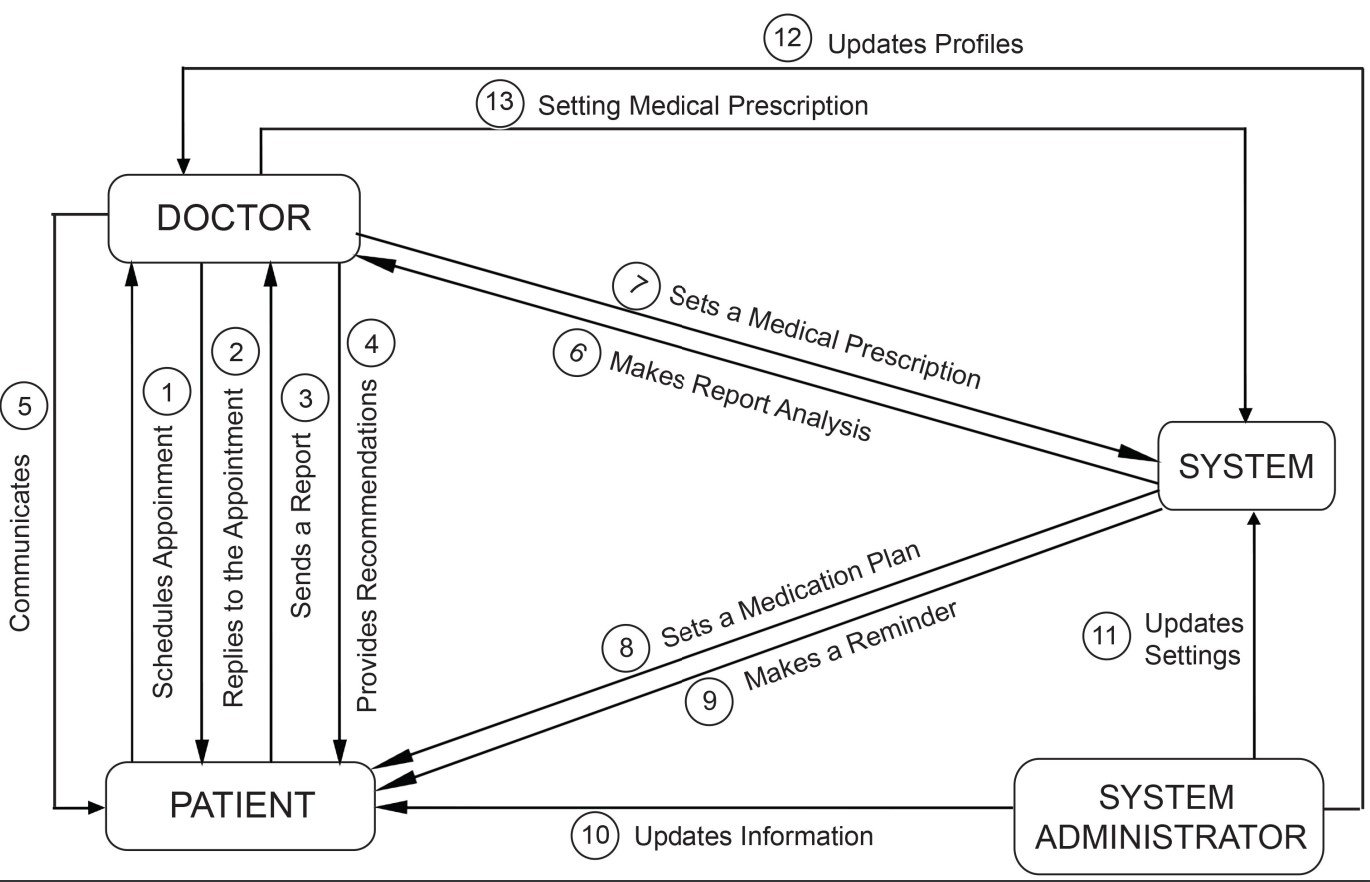 12 Updates Profiles
13 Setting Medical Prescription
DOCTOR
7 Sets a Medical Prescription
6 Makes Report Analysis
5 Communicates
1 Schedules Appoinment
2 Replies to the Appointment
3 Sends a Report
4 Provides Recommendations
SYSTEM
8 Sets a Medication Plan
9 Makes a Reminder
11 Updates
Settings
PATIENT
10 Updates Information
SYSTEM
ADMINISTRATOR